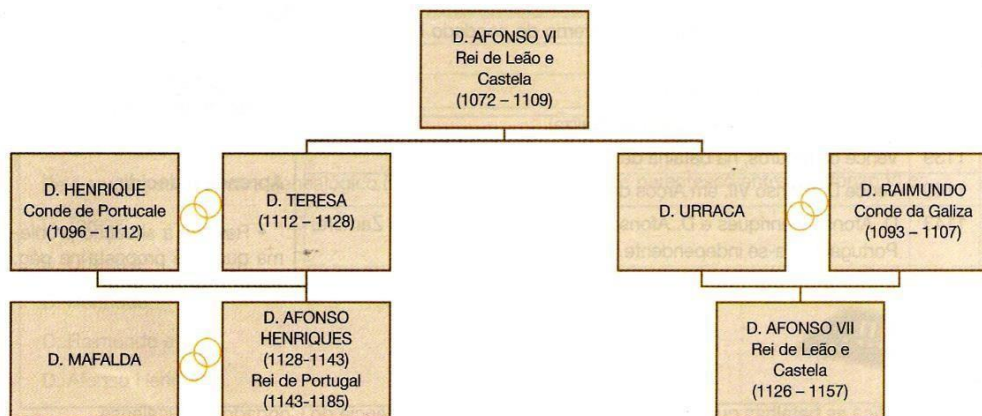 D. AFONSO VI
Rei de Leão e
Castela
(1072 – 1109)
D. HENRIQUE
Conde de Portucale
(1096 – 1112)
D. TERESA
(1112 – 1128)
D. URRACA
D. RAIMUNDO
Conde da Galiza
(1093 – 1107)
D. MAFALDA
D. AFONSO
HENRIQUES
(1128-1143)
Rei de Portugal
(1143-1185)
D. AFONSO VII
Rei de Leão e
Castela
(1126 – 1157)